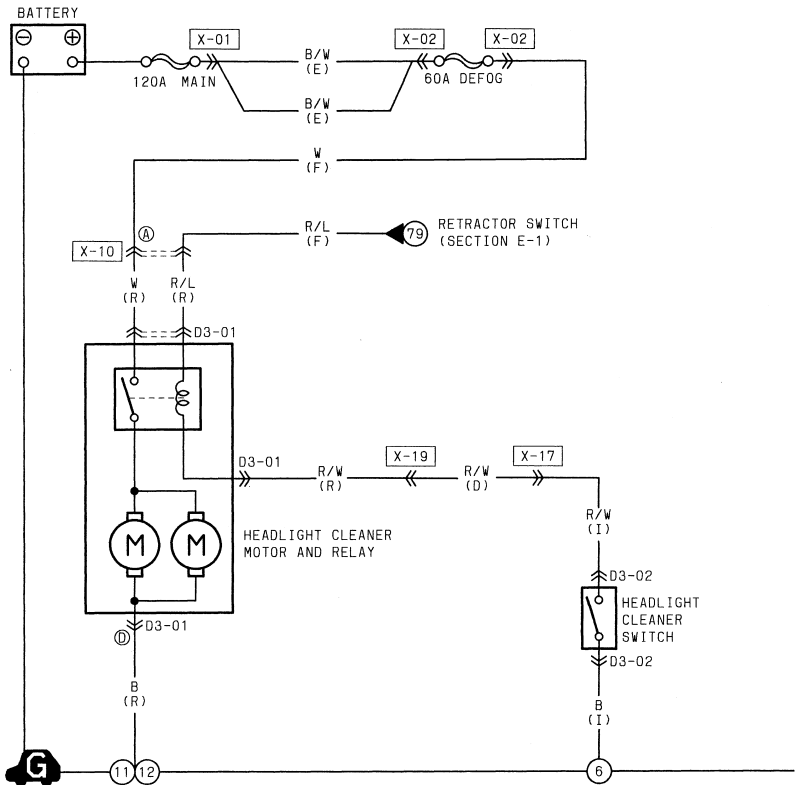 BATTERY
X-01
X-02
X-02
B/W
(E)
120A MAIN
60A DEFOG
B/W
(E)
W
(F)
A
R/L
(F)
79
RETRACTOR SWITCH
(SECTION E-1)
X-10
W
(R)
R/L
(R)
D3-01
D3-01
X-19
X-17
R/W
(R)
R/W
(D)
R/W
(I)
M
M
HEADLIGHT CLEANER
MOTOR AND RELAY
D3-02
HEADLIGHT
CLEANER
SWITCH
D3-01
D
D3-02
B
(R)
B
(I)
G
11
12
6